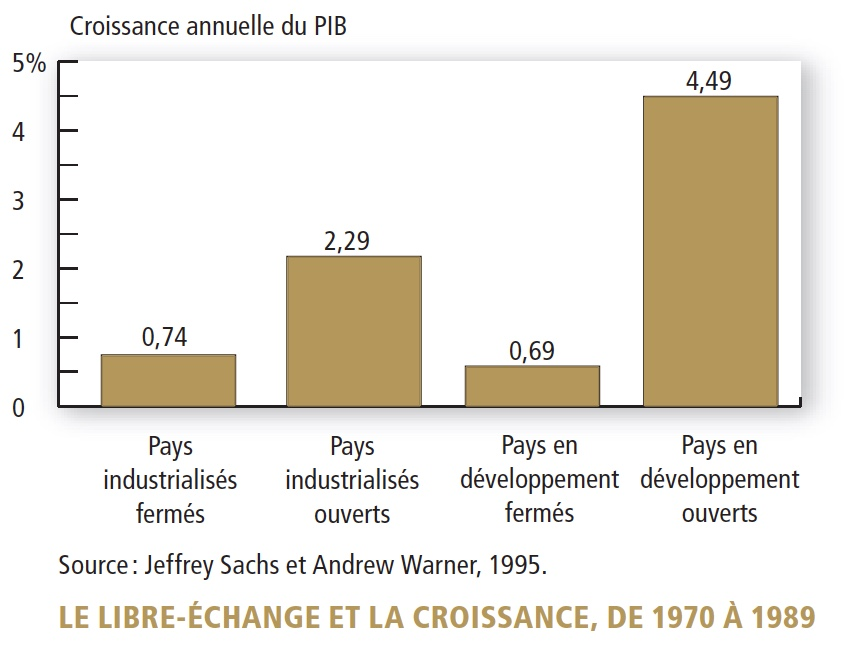 Croissance annuelle du PIB
5%
4
3
2
1
0
0,74
2,29
0,69
4,49
Pays
industrialisés
fermés
Pays
industrialisés
ouverts
Pays en
développement
fermés
Pays en
développement
ouverts
Source : Jeffrey Sachs et Andrew Warner, 1995.
LE LIBRE-ÉCHANGE ET LA CROISSANCE, DE 1970 À 1989